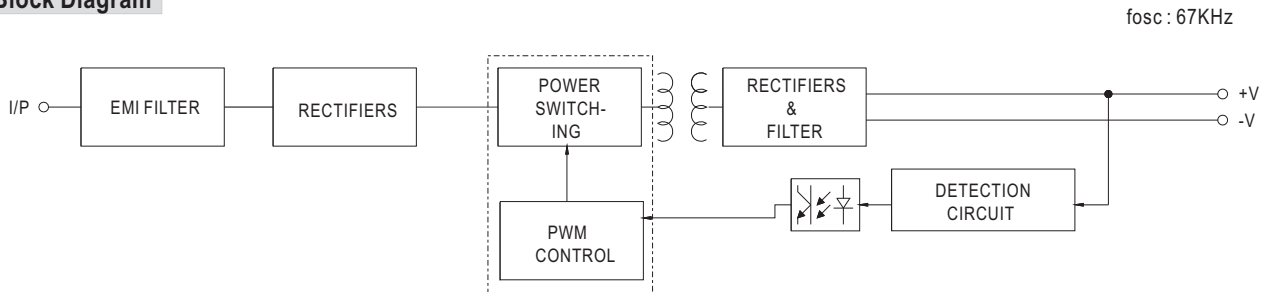 Block Diagram
fosc : 67KHz
I/P
EMI FILTER
RECTIFIERS
POWER
SWITCH-
ING
RECTIFIERS
&
FILTER
+V
-V
DETECTION
CIRCUIT
PWM
CONTROL